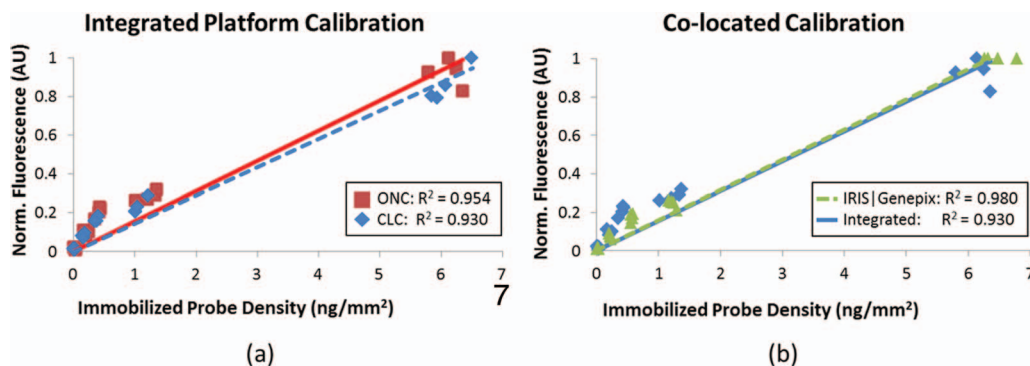 Integrated Platform Calibration
Norm. Fluorescence (AU)
1
0.8
0.6
0.4
0.2
0
0 1 2 3 4 5 6 7
ONC: R² = 0.954
CLC: R² = 0.930
Immobilized Probe Density (ng/mm²)
7
(a)
Co-located Calibration
Norm. Fluorescence (AU)
1
0.8
0.6
0.4
0.2
0
0 1 2 3 4 5 6 7
IRIS|Genepix: R² = 0.980
Integrated: R² = 0.930
Immobilized Probe Density (ng/mm²)
(b)